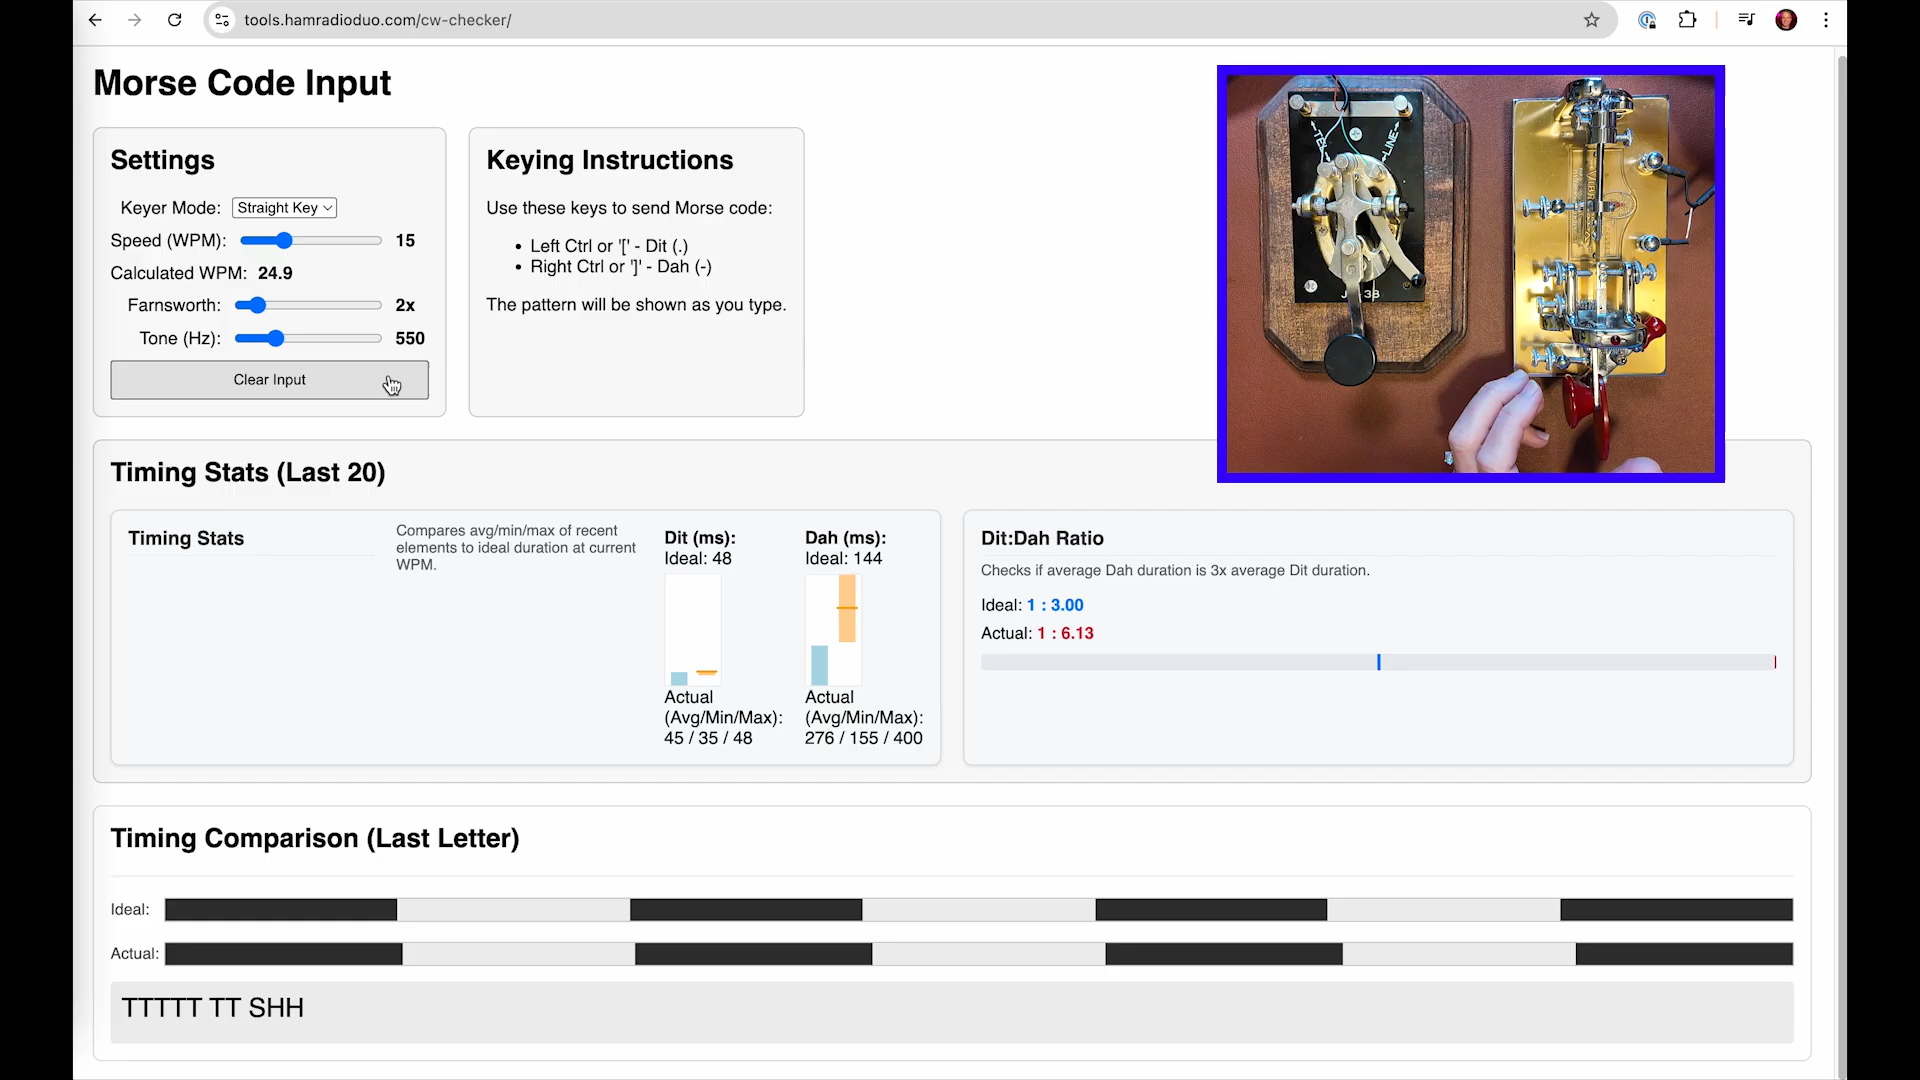 tools.hamradioduo.com/cw-checker/
Morse Code Input
Settings
Keyer Mode: Straight Key
Speed (WPM): 15
Calculated WPM: 24.9
Farnsworth: 2x
Tone (Hz): 550
Clear Input
Keying Instructions
Use these keys to send Morse code:
• Left Ctrl or '[' - Dit (.)
• Right Ctrl or ']' - Dah (-)
The pattern will be shown as you type.
LINE
Timing Stats (Last 20)
Timing Stats
Compares avg/min/max of recent
elements to ideal duration at current
WPM.
Dit (ms):
Ideal: 48
Actual
(Avg/Min/Max):
45 / 35 / 48
Dah (ms):
Ideal: 144
Actual
(Avg/Min/Max):
276 / 155 / 400
Dit:Dah Ratio
Checks if average Dah duration is 3x average Dit duration.
Ideal: 1 : 3.00
Actual: 1 : 6.13
Timing Comparison (Last Letter)
Ideal:
Actual:
TTTTT TT SHH